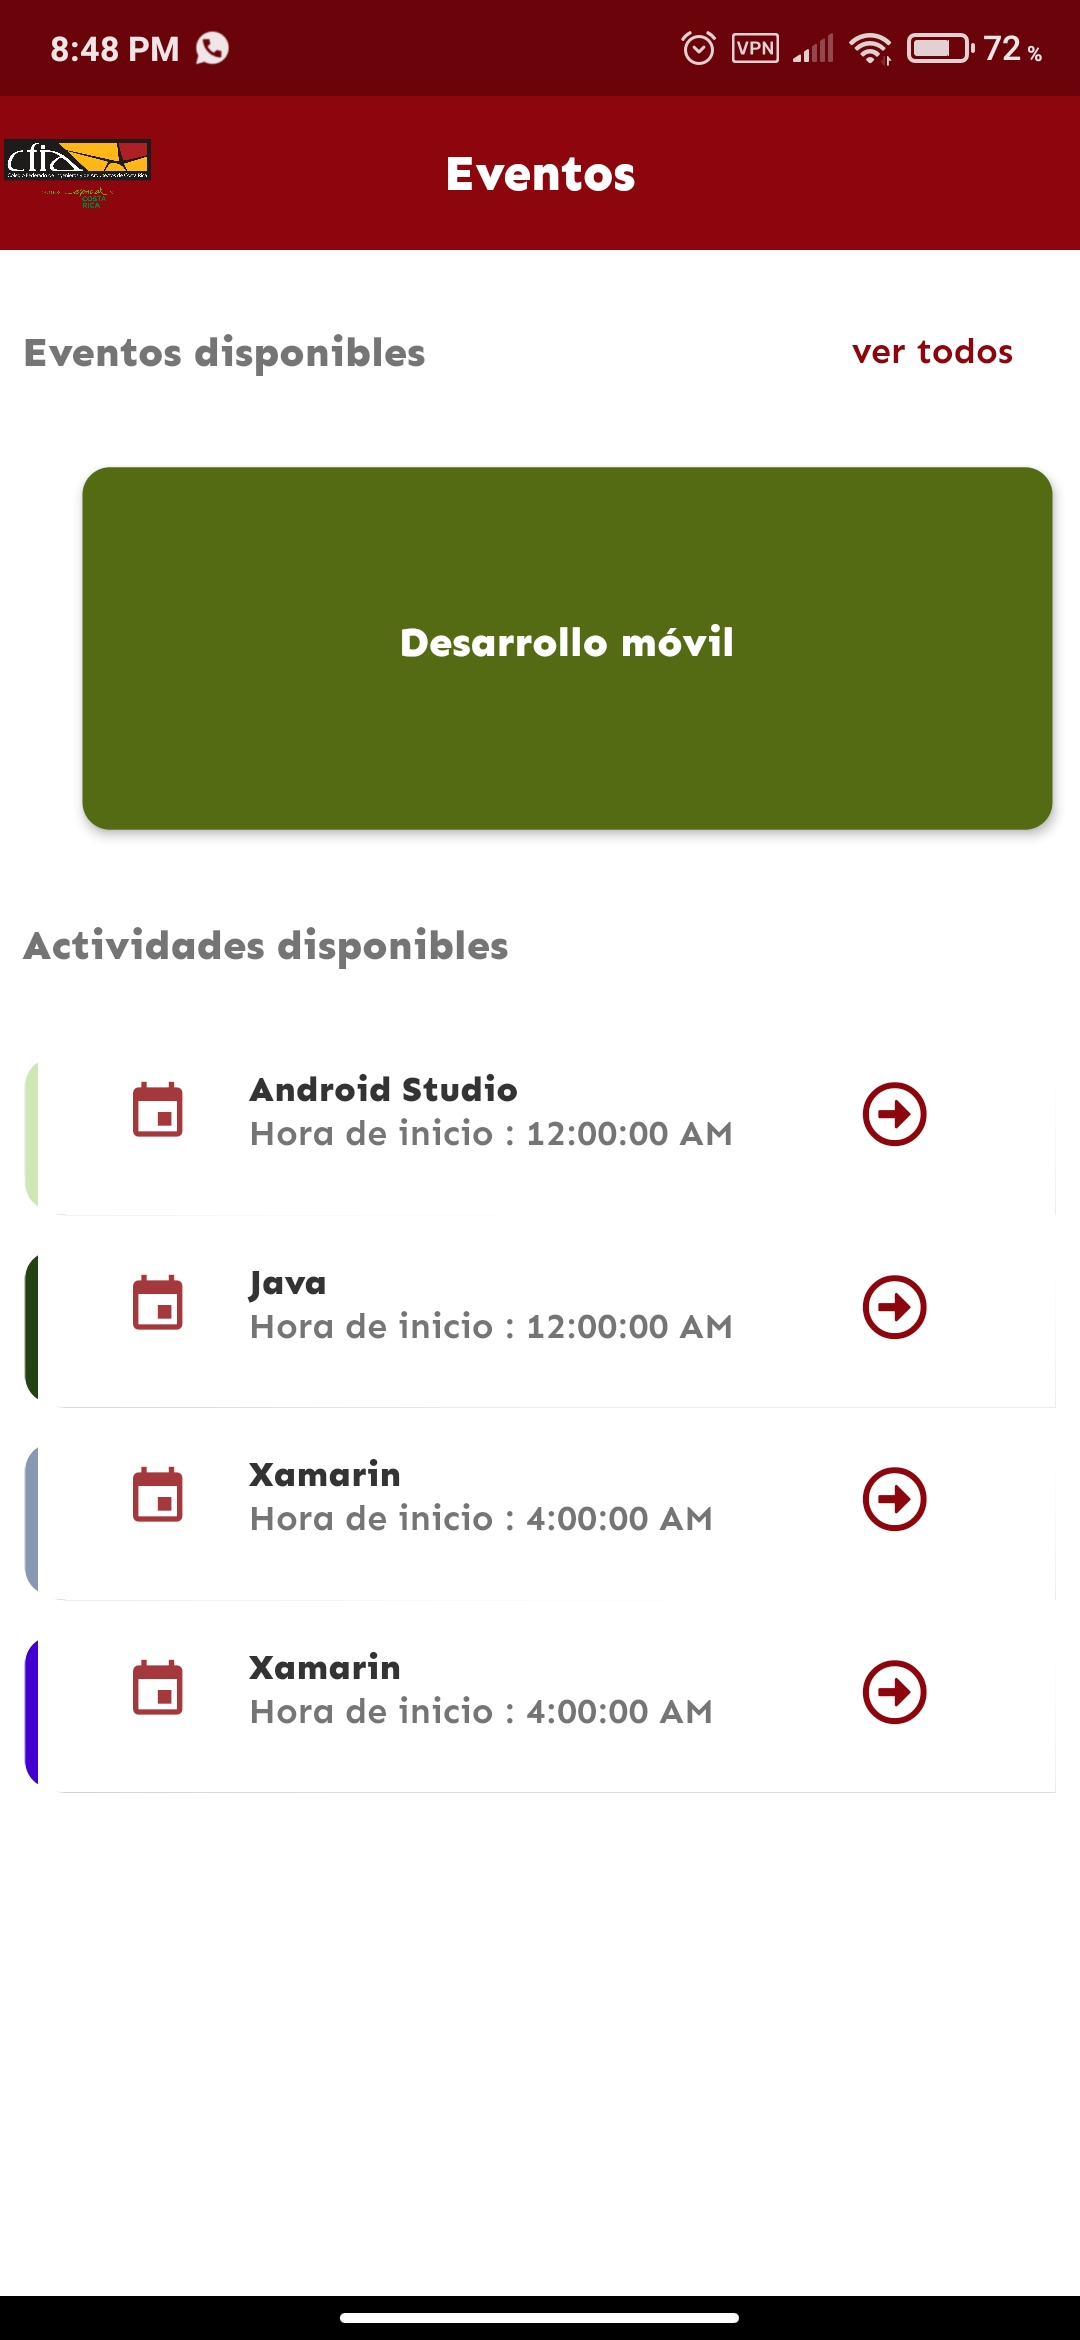 8:48 PM VPN 72 %
cfia
Eventos
COSTA
RICA
Eventos disponibles ver todos
Desarrollo móvil
Actividades disponibles
Android Studio
Hora de inicio : 12:00:00 AM
Java
Hora de inicio : 12:00:00 AM
Xamarin
Hora de inicio : 4:00:00 AM
Xamarin
Hora de inicio : 4:00:00 AM